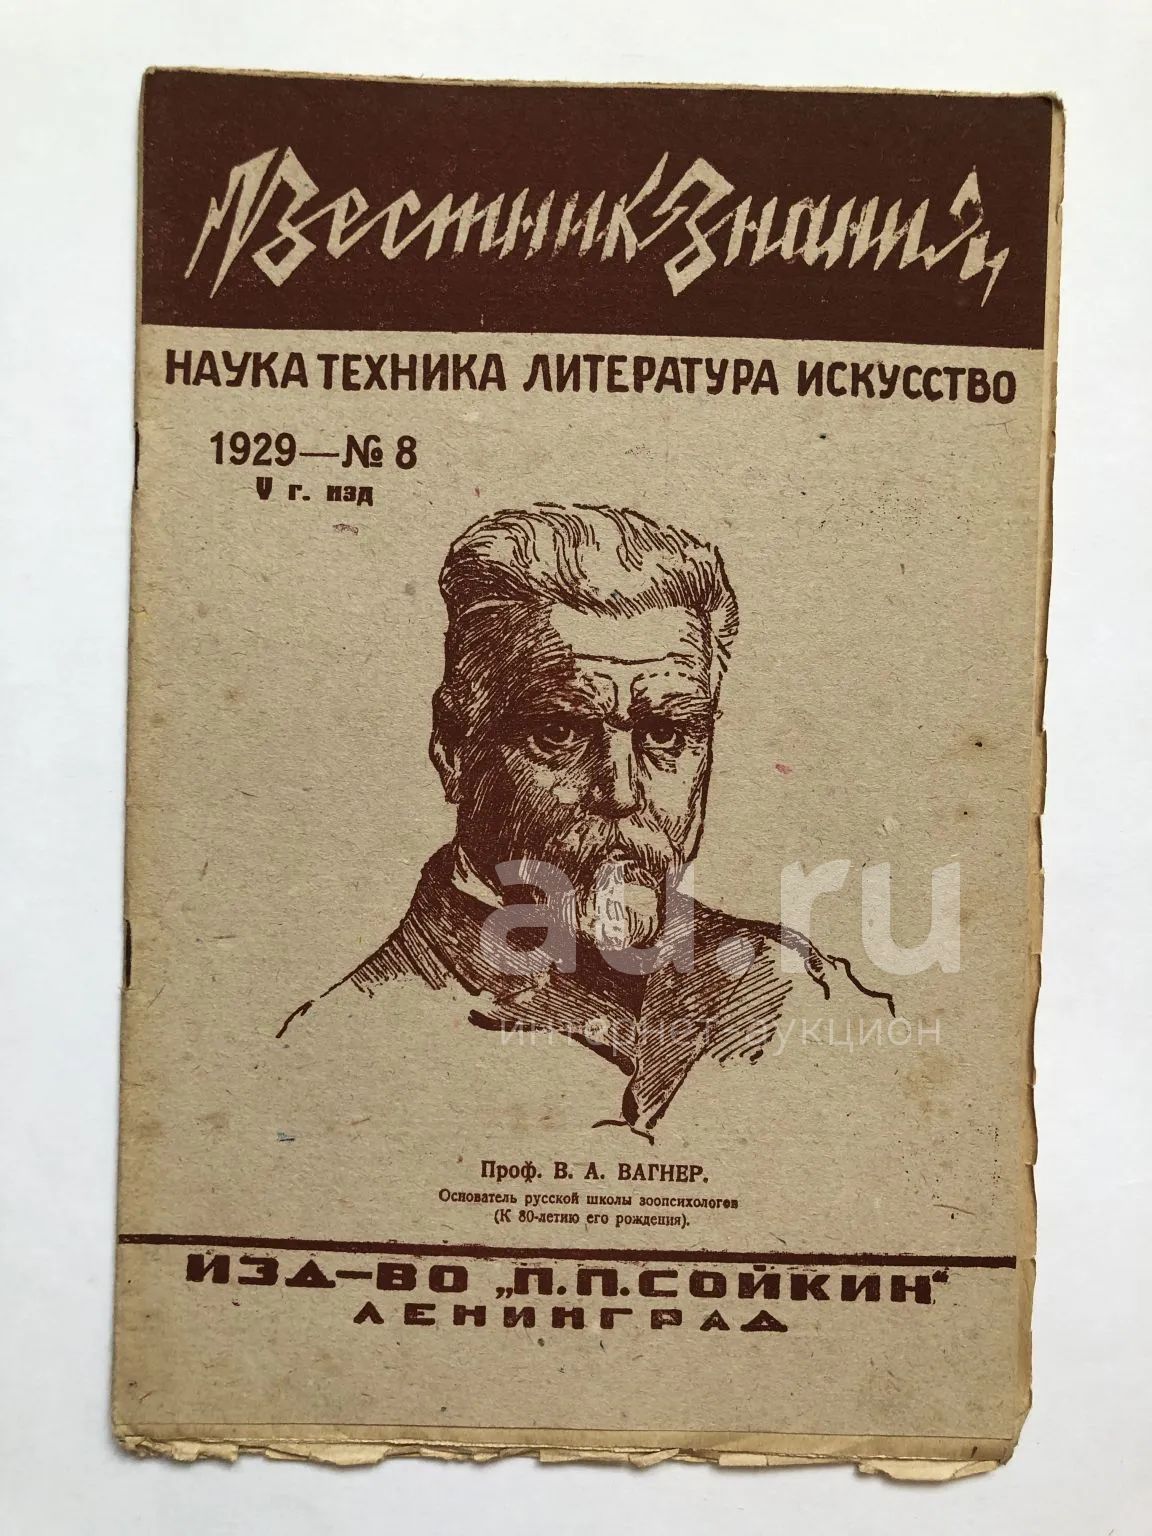 „Вестник Знания„
НАУКА ТЕХНИКА ЛИТЕРАТУРА ИСКУССТВО
1929—№ 8
V г. изд
au.ru
интернет аукцион
Проф. В. А. ВАГНЕР.
Основатель русской школы зоопсихологов
(К 80-летию его рождения).
ИЗД-ВО „П.П.СОЙКИН“
ЛЕНИНГРАД